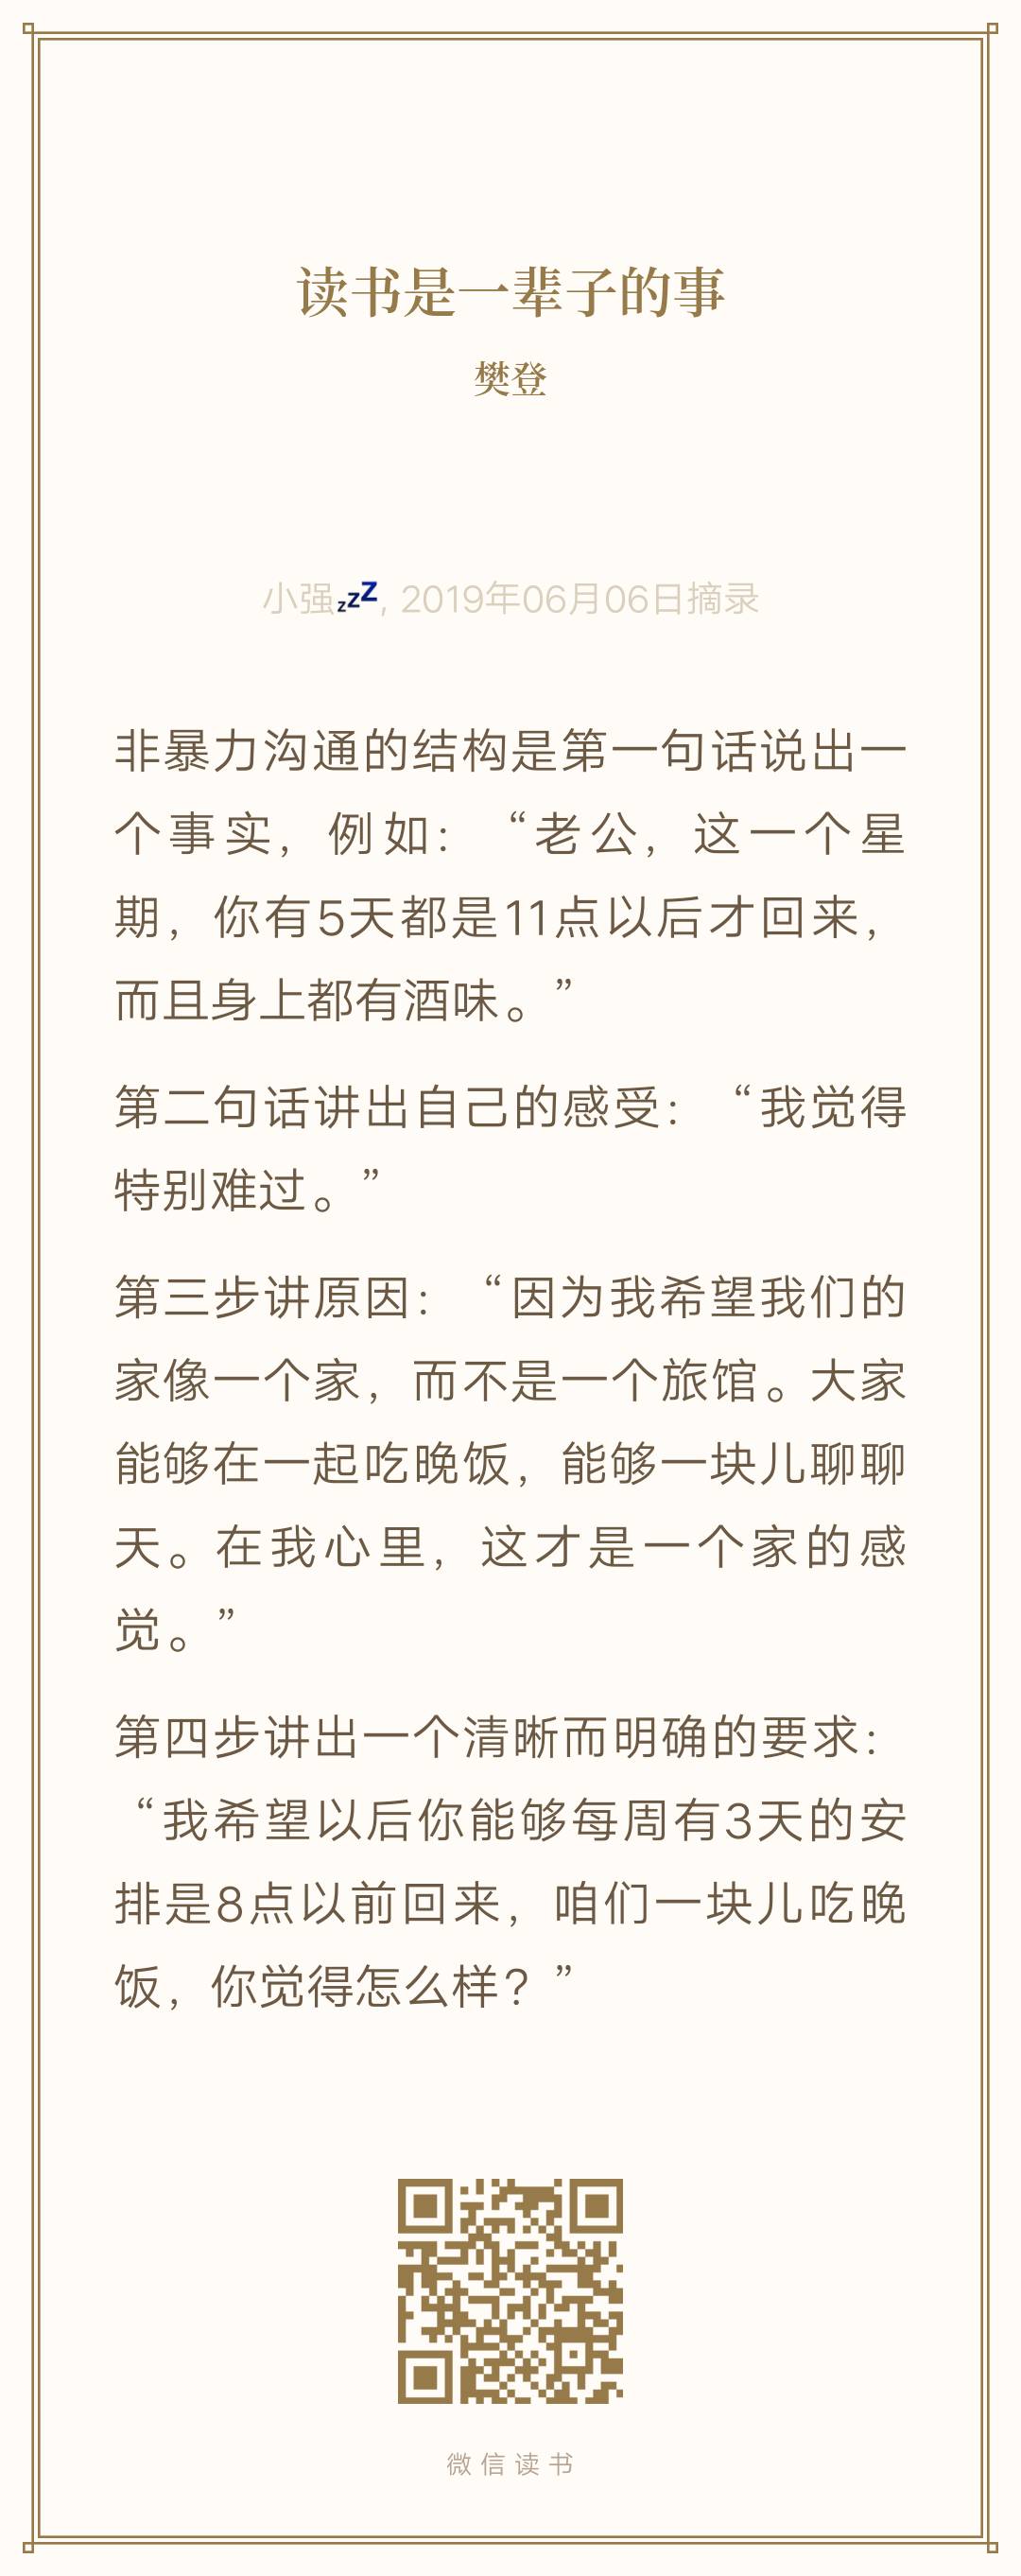 读书是一辈子的事
樊登
小强💤, 2019年06月06日摘录
非暴力沟通的结构是第一句话说出一
个事实，例如：“老公，这一个星
期，你有5天都是11点以后才回来，
而且身上都有酒味。”
第二句话讲出自己的感受：“我觉得
特别难过。”
第三步讲原因：“因为我希望我们的
家像一个家，而不是一个旅馆。大家
能够在一起吃晚饭，能够一块儿聊聊
天。在我心里，这才是一个家的感
觉。”
第四步讲出一个清晰而明确的要求：
“我希望以后你能够每周有3天的安
排是8点以前回来，咱们一块儿吃晚
饭，你觉得怎么样？”
微信读书